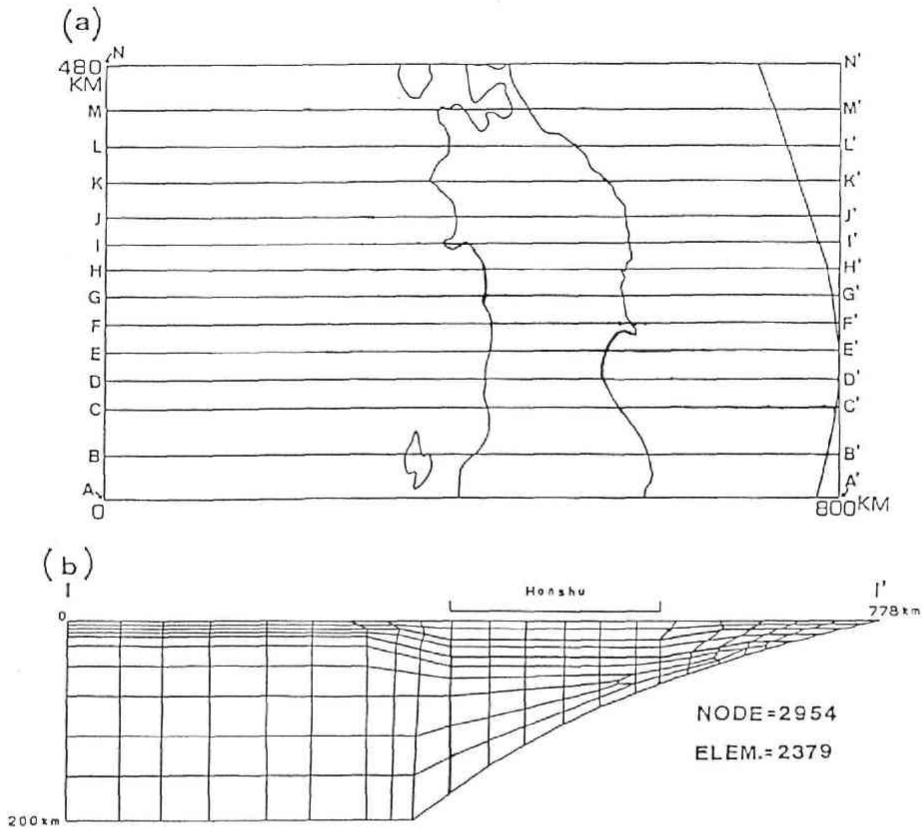 (a)
N N'
480
KM
M M'
L L'
K K'
J J'
I I'
H H'
G G'
F F'
E E'
D D'
C C'
B B'
A A'
0 800KM
(b)
I Honshu I'
0 778km
NODE=2954
ELEM.=2379
200km